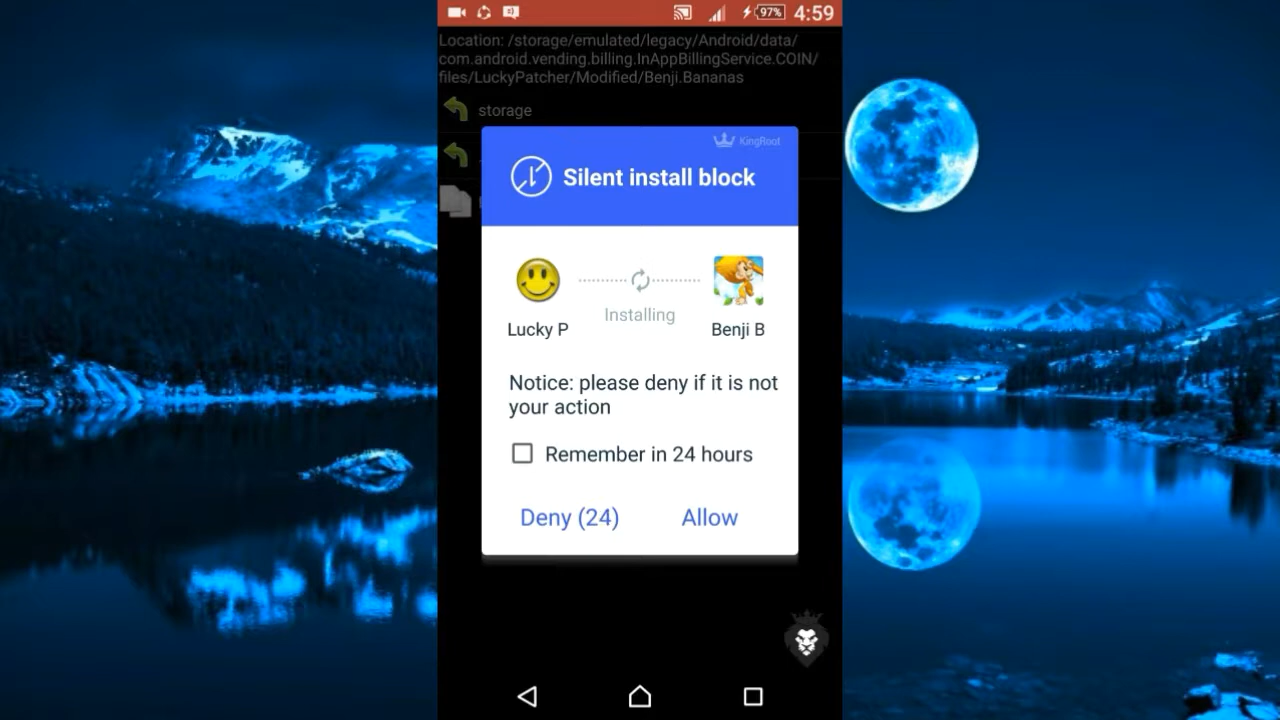 97% 4:59
Location: /storage/emulated/legacy/Android/data/
com.android.vending.billing.InAppBillingService.COIN/
files/LuckyPatcher/Modified/Benji.Bananas
storage
KingRoot
Silent install block
Installing
Lucky P
Benji B
Notice: please deny if it is not
your action
Remember in 24 hours
Deny (24) Allow